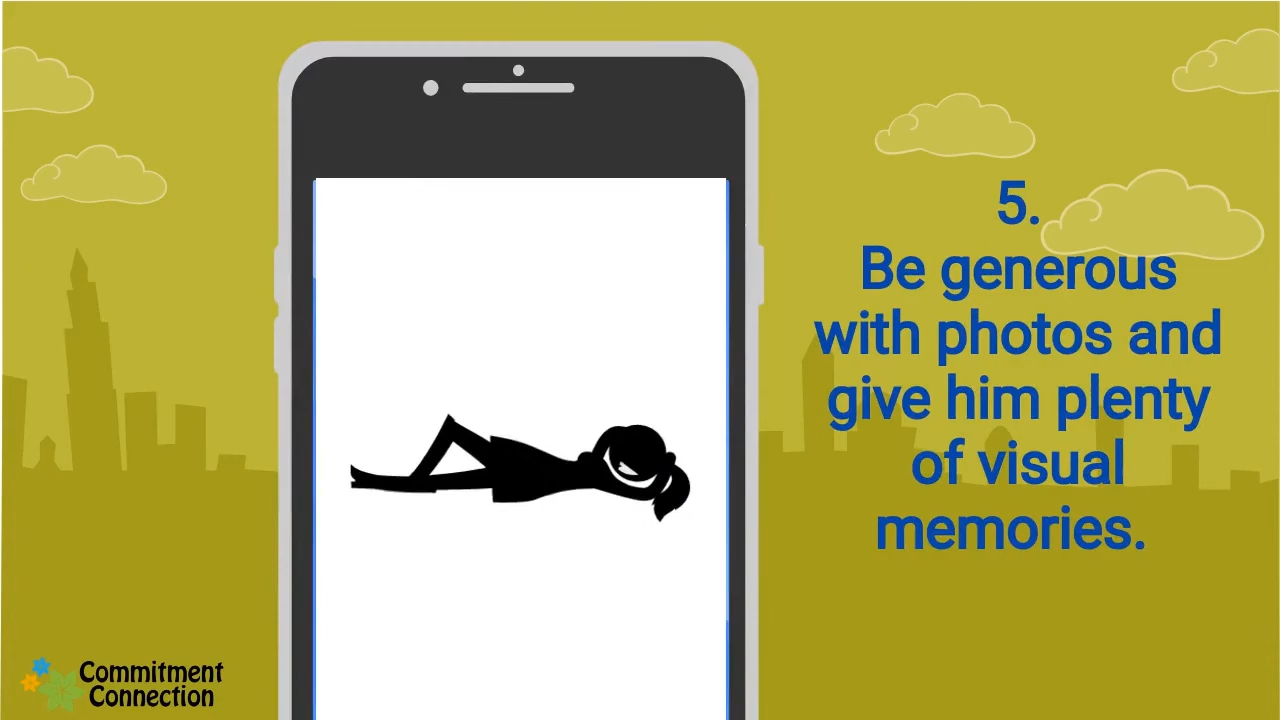 5.
Be generous
with photos and
give him plenty
of visual
memories.
Commitment
Connection